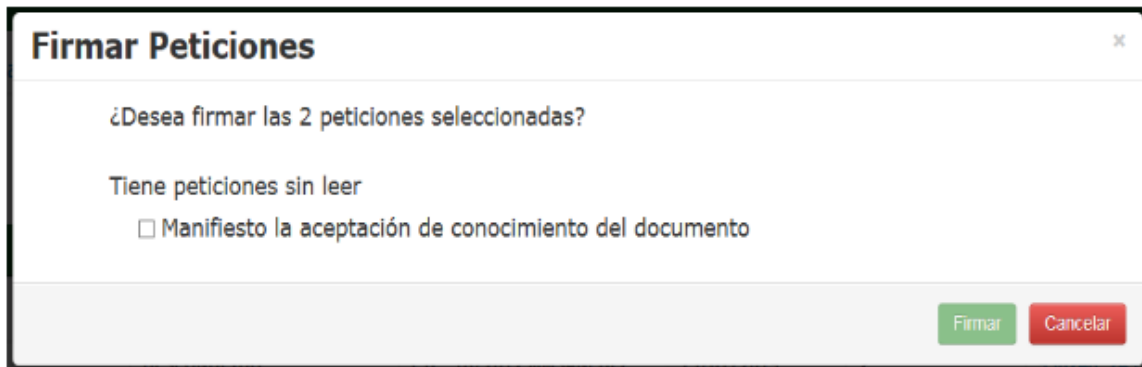 Firmar Peticiones
×
¿Desea firmar las 2 peticiones seleccionadas?
Tiene peticiones sin leer
Manifiesto la aceptación de conocimiento del documento
Firmar Cancelar